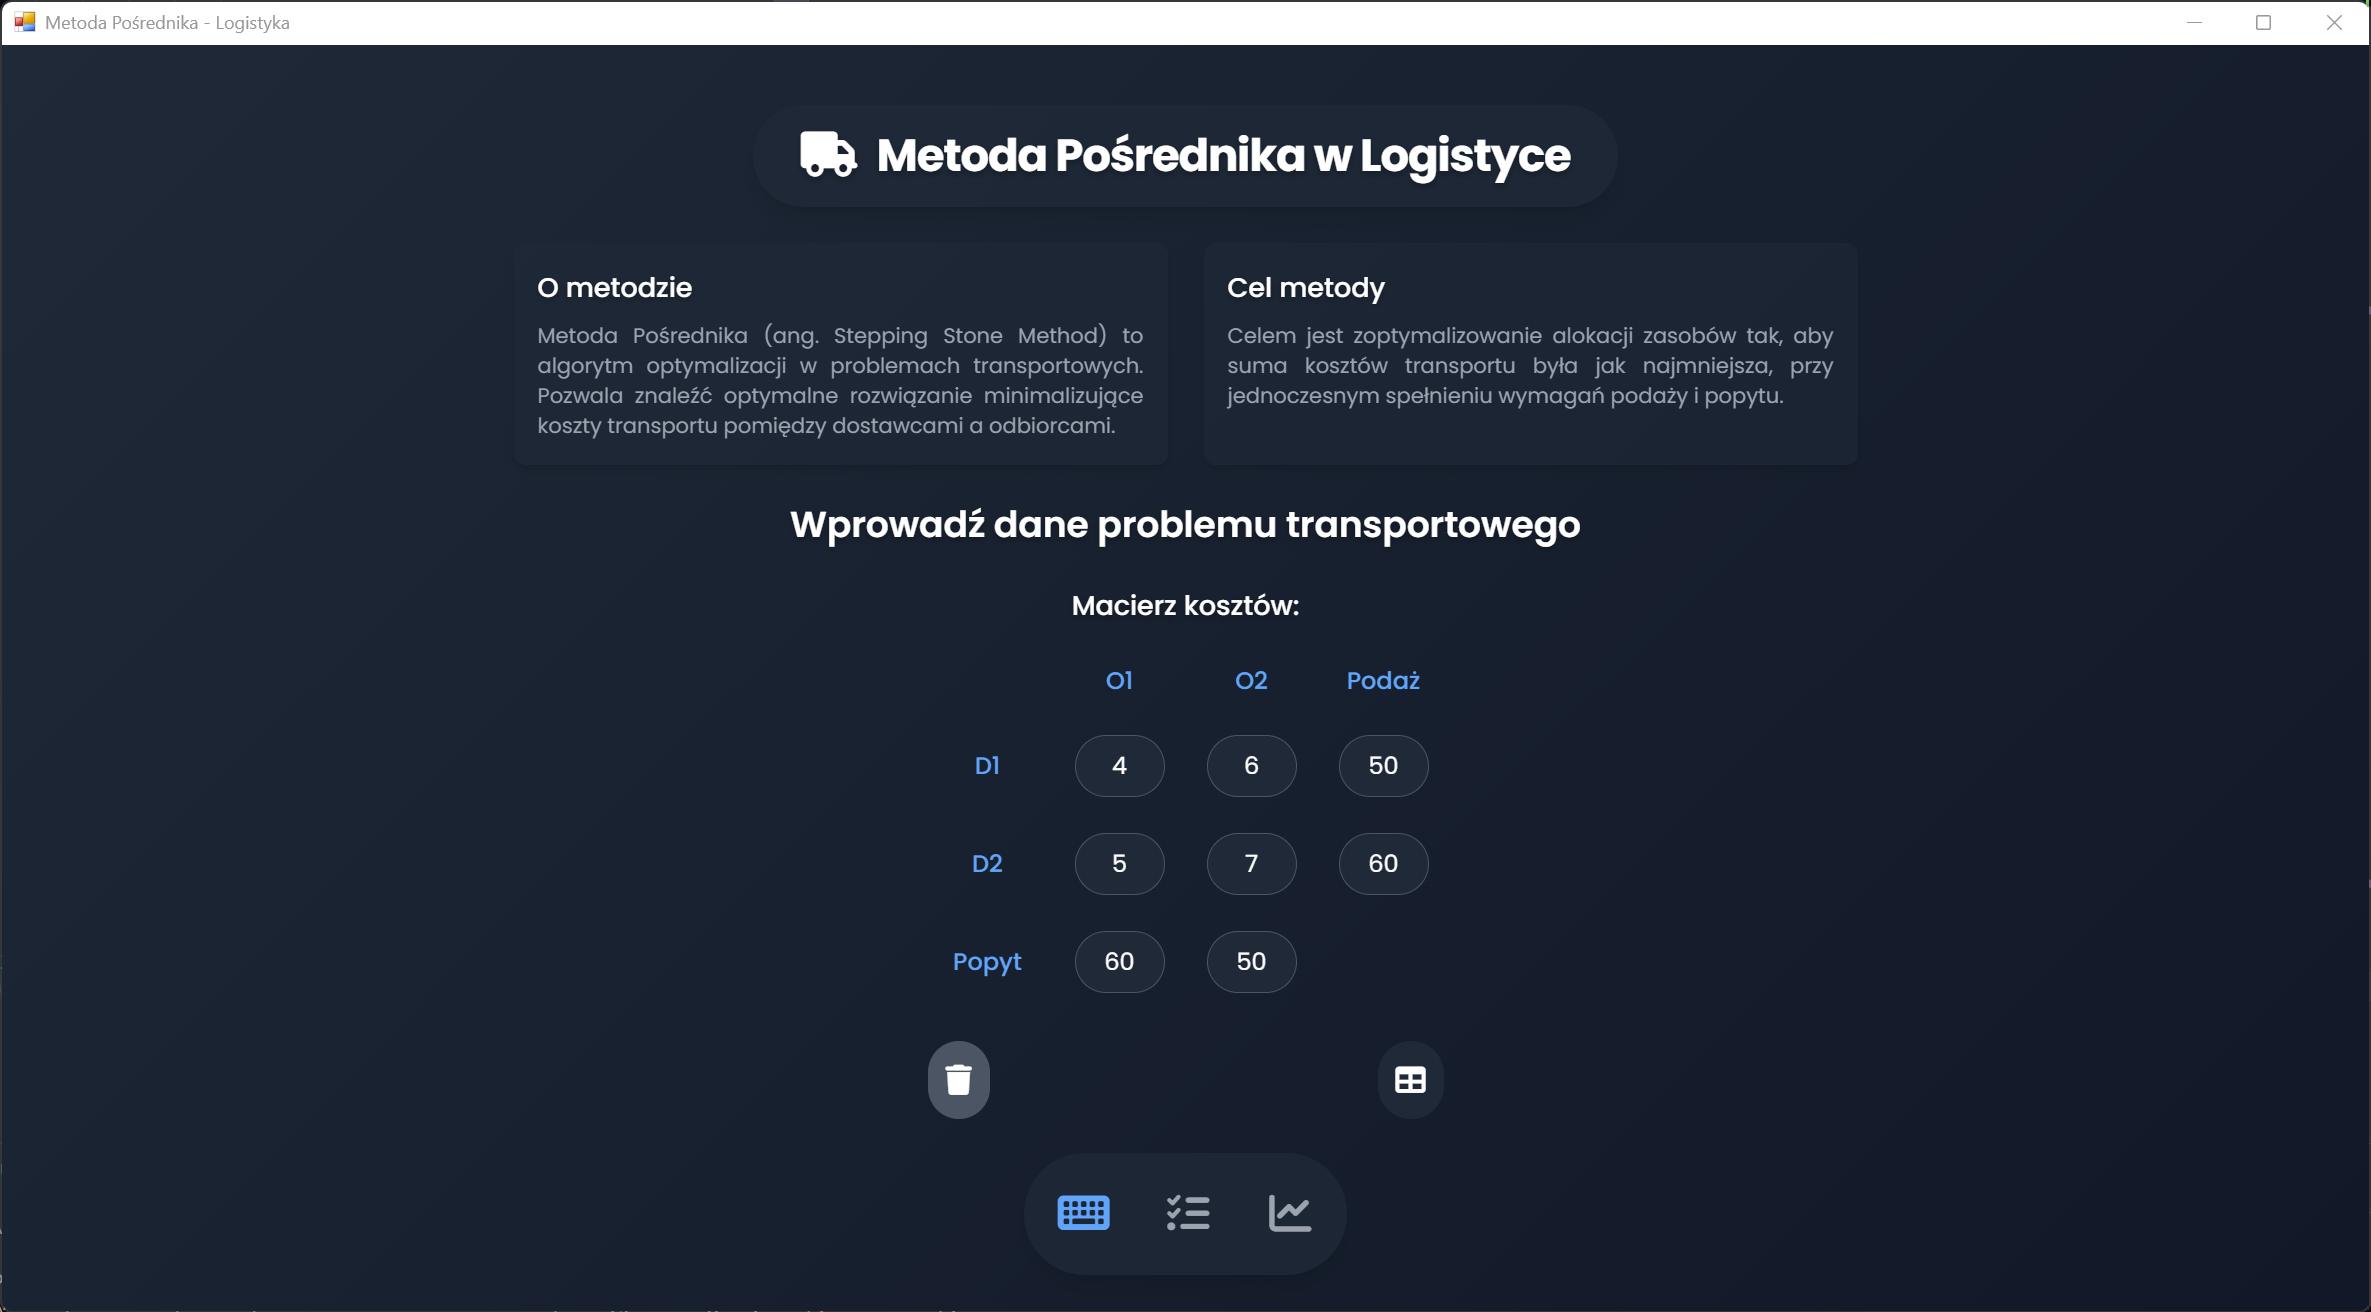 Metoda Pośrednika - Logistyka
Metoda Pośrednika w Logistyce
O metodzie
Metoda Pośrednika (ang. Stepping Stone Method) to
algorytm optymalizacji w problemach transportowych.
Pozwala znaleźć optymalne rozwiązanie minimalizujące
koszty transportu pomiędzy dostawcami a odbiorcami.
Cel metody
Celem jest zoptymalizowanie alokacji zasobów tak, aby
suma kosztów transportu była jak najmniejsza, przy
jednoczesnym spełnieniu wymagań podaży i popytu.
Wprowadź dane problemu transportowego
Macierz kosztów:
O1 O2 Podaż
D1 4 6 50
D2 5 7 60
Popyt 60 50